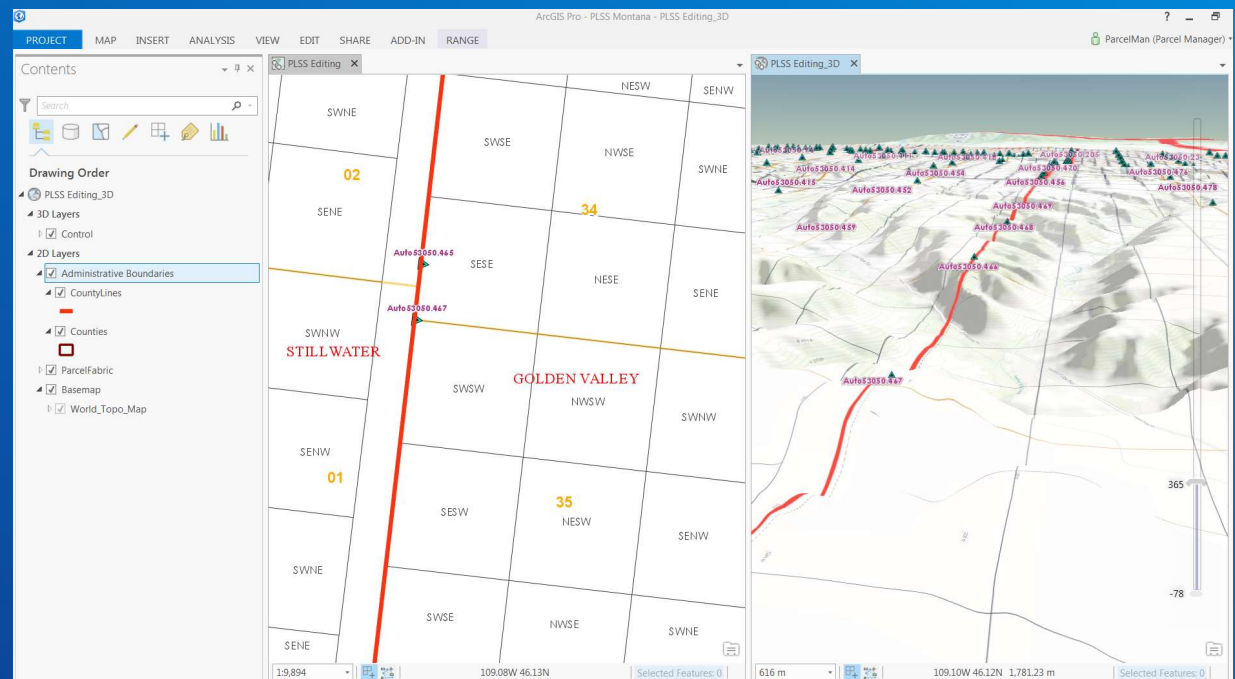 ArcGIS Pro - PLSS Montana - PLSS Editing_3D
?
PROJECT MAP INSERT ANALYSIS VIEW EDIT SHARE ADD-IN RANGE
ParcelMan (Parcel Manager)
Contents
Search
Drawing Order
PLSS Editing_3D
3D Layers
Control
2D Layers
Administrative Boundaries
CountyLines
Counties
ParcelFabric
Basemap
World_Topo_Map
PLSS Editing
NESW
SENW
SWNE
SWSE
NWSE
SWNE
02
SENE
34
Auto53050.465
SESE
NESE
SENE
Auto53050.467
SWNW
STILLWATER
GOLDEN VALLEY
SWSW
NWSW
SWNW
SENW
01
35
SESW
NESW
SENW
SWNE
SWSE
NWSE
SWNE
SENE
1:9,894
109.08W 46.13N
Selected Features: 0
PLSS Editing_3D
Auto53050.414
Auto53050.454
Auto53050.470
Auto53050.476
Auto53050.415
Auto53050.452
Auto53050.456
Auto53050.478
Auto53050.469
Auto53050.459
Auto53050.468
Auto53050.466
Auto53050.467
365
-78
616 m
109.10W 46.12N 1,781.23 m
Selected Features: 0